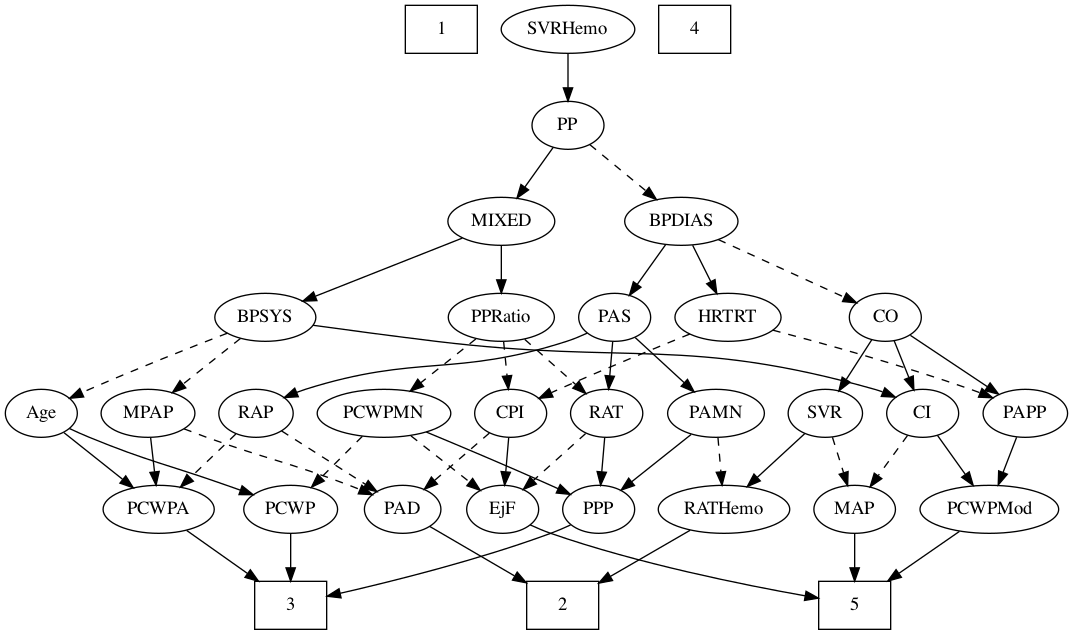 1 SVRHemo 4
PP
MIXED BPDIAS
BPSYS PPRatio PAS HRTRT CO
Age MPAP RAP PCWPMN CPI RAT PAMN SVR CI PAPP
PCWPA PCWP PAD EjF PPP RATHemo MAP PCWPMod
3 2 5